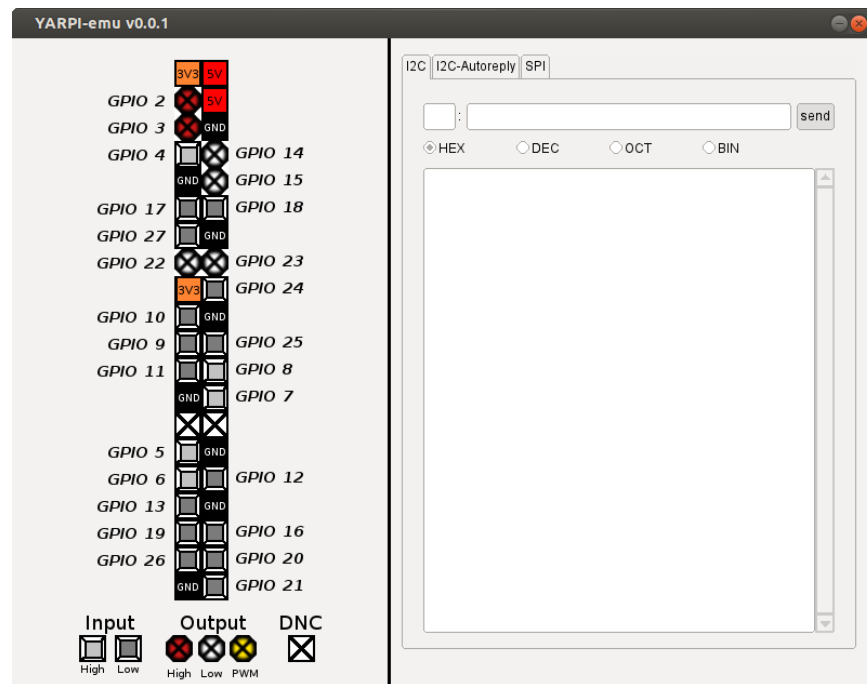 YARPI-emu v0.0.1
3V3 5V
GPIO 2 5V
GPIO 3 GND
GPIO 4 GPIO 14
GND GPIO 15
GPIO 17 GPIO 18
GPIO 27 GND
GPIO 22 GPIO 23
3V3 GPIO 24
GPIO 10 GND
GPIO 9 GPIO 25
GPIO 11 GPIO 8
GND GPIO 7
GPIO 5 GND
GPIO 6 GPIO 12
GPIO 13 GND
GPIO 19 GPIO 16
GPIO 26 GPIO 20
GND GPIO 21
Input Output DNC
High Low High Low PWM
I2C I2C-Autoreply SPI
: send
HEX DEC OCT BIN